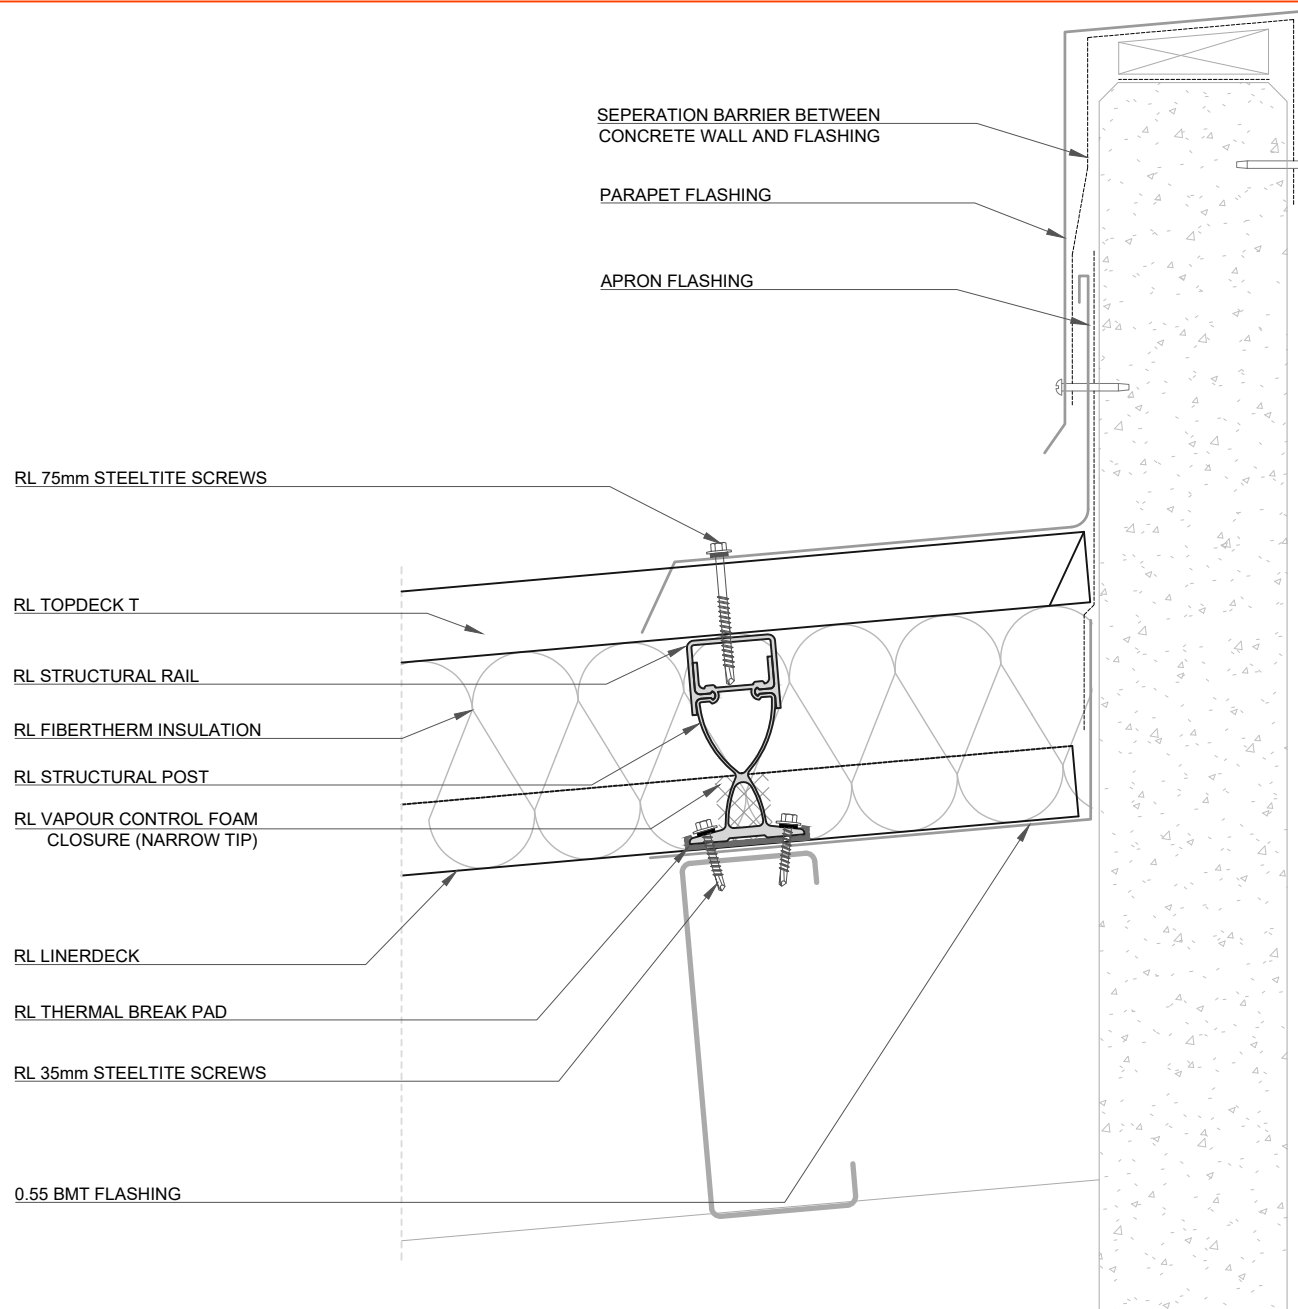 SEPERATION BARRIER BETWEEN
CONCRETE WALL AND FLASHING
PARAPET FLASHING
APRON FLASHING
RL 75mm STEELTITE SCREWS
RL TOPDECK T
RL STRUCTURAL RAIL
RL FIBERTHERM INSULATION
RL STRUCTURAL POST
RL VAPOUR CONTROL FOAM
CLOSURE (NARROW TIP)
RL LINERDECK
RL THERMAL BREAK PAD
RL 35mm STEELTITE SCREWS
0.55 BMT FLASHING